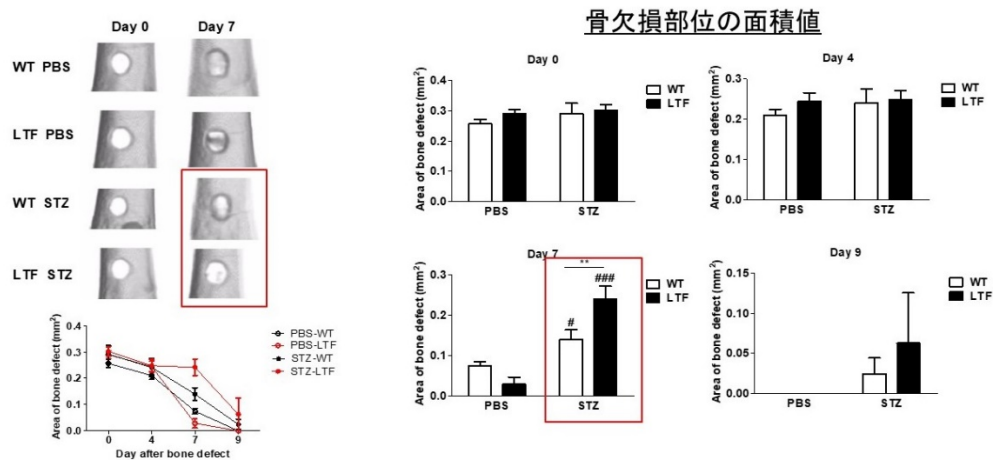 骨欠損部位の面積値
Day 0 Day 7
WT PBS
LTF PBS
WT STZ
LTF STZ
Area of bone defect (mm²)
0.4
0.3
0.2
0.1
0.0
0 4 7 9
Day after bone defect
PBS-WT
PBS-LTF
STZ-WT
STZ-LTF
Day 0
Area of bone defect (mm²)
0.4
0.3
0.2
0.1
0.0
PBS STZ
WT
LTF
Day 4
Area of bone defect (mm²)
0.3
0.2
0.1
0.0
PBS STZ
WT
LTF
Day 7
Area of bone defect (mm²)
0.3
0.2
0.1
0.0
**
#
###
PBS STZ
WT
LTF
Day 9
Area of bone defect (mm²)
0.15
0.10
0.05
0.00
PBS STZ
WT
LTF